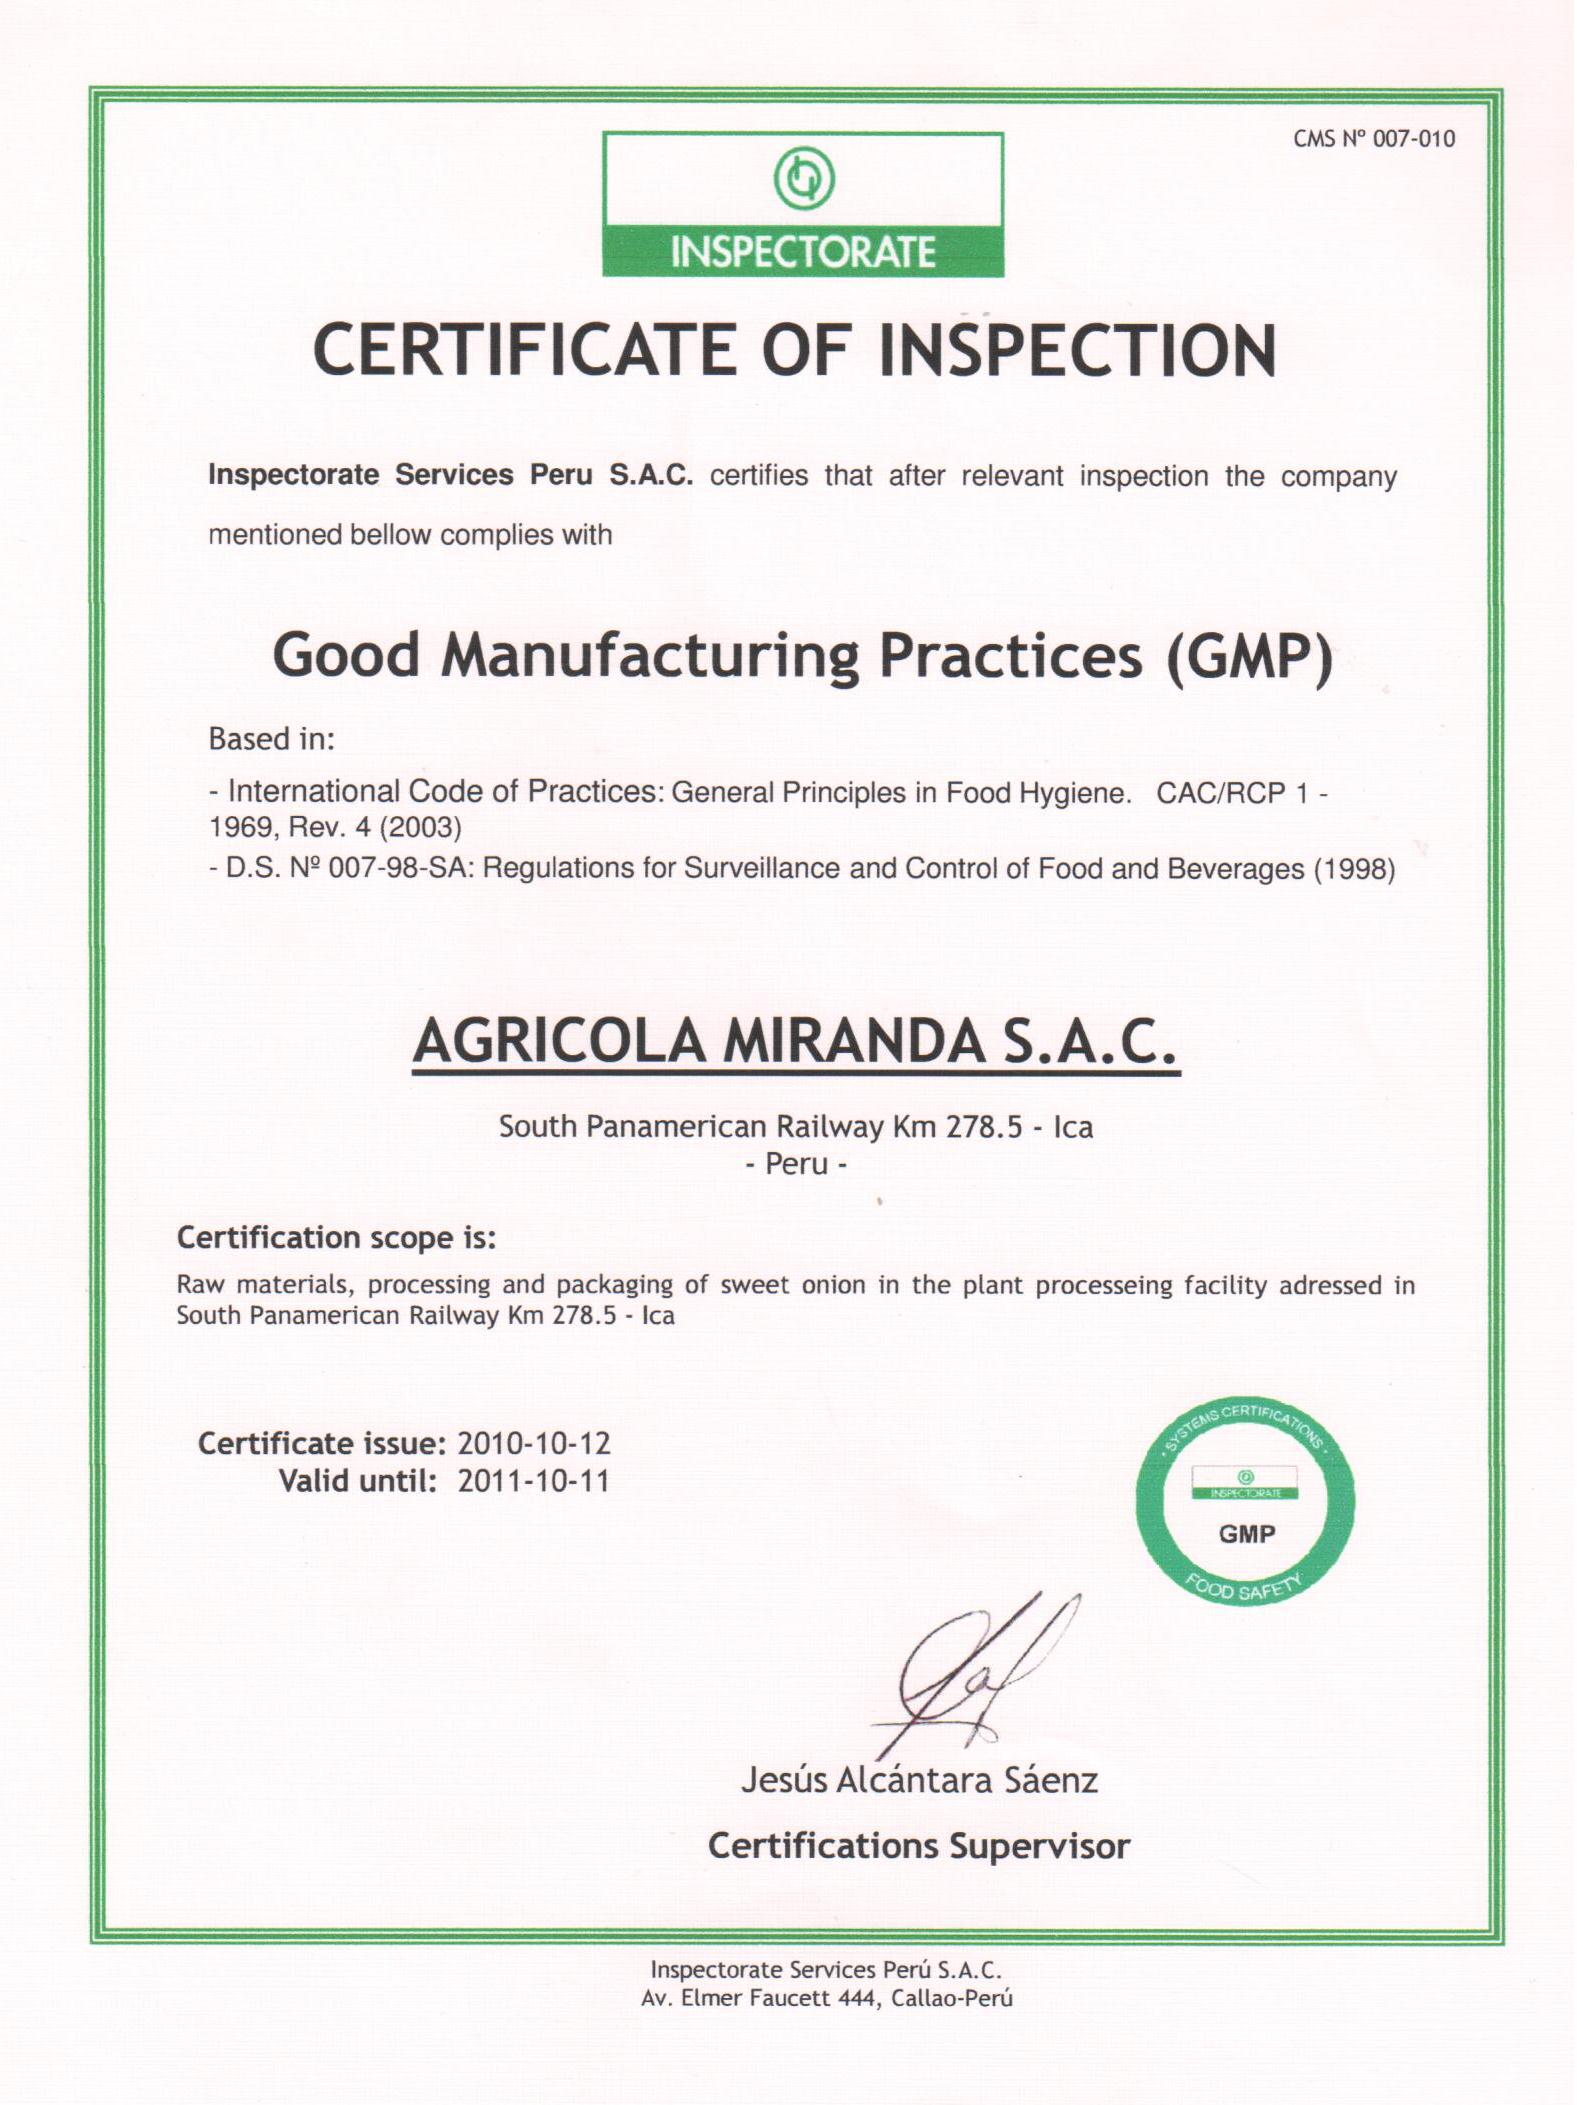 CMS Nº 007-010
INSPECTORATE
CERTIFICATE OF INSPECTION
Inspectorate Services Peru S.A.C. certifies that after relevant inspection the company
mentioned bellow complies with
Good Manufacturing Practices (GMP)
Based in:
- International Code of Practices: General Principles in Food Hygiene. CAC/RCP 1 -
1969, Rev. 4 (2003)
- D.S. Nº 007-98-SA: Regulations for Surveillance and Control of Food and Beverages (1998)
AGRICOLA MIRANDA S.A.C.
South Panamerican Railway Km 278.5 - Ica
- Peru -
Certification scope is:
Raw materials, processing and packaging of sweet onion in the plant processeing facility adressed in
South Panamerican Railway Km 278.5 - Ica
Certificate issue: 2010-10-12
Valid until: 2011-10-11
· SYSTEMS CERTIFICATIONS ·
INSPECTORATE
GMP
FOOD SAFETY
Jesús Alcántara Sáenz
Certifications Supervisor
Inspectorate Services Perú S.A.C.
Av. Elmer Faucett 444, Callao-Perú